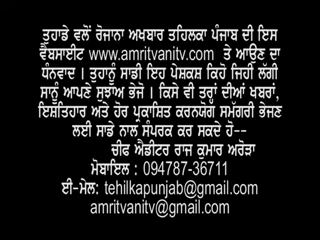 ਤੁਹਾਡੇ ਵਲੋਂ ਰੋਜਾਨਾ ਅਖਬਾਰ ਤਹਿਲਕਾ ਪੰਜਾਬ ਦੀ ਇਸ
ਵੈਬਸਾਈਟ www.amritvanitv.com ਤੇ ਆਉਣ ਦਾ
ਧੰਨਵਾਦ । ਤੁਹਾਨੂੰ ਸਾਡੀ ਇਹ ਪੇਸ਼ਕਸ਼ ਕਿਹੋ ਜਿਹੀ ਲੱਗੀ
ਸਾਨੂੰ ਆਪਣੇ ਸੁਝਾਅ ਭੇਜੋ । ਕਿਸੇ ਵੀ ਤਰ੍ਹਾਂ ਦੀਆਂ ਖਬਰਾਂ,
ਇਸ਼ਤਿਹਾਰ ਅਤੇ ਹੋਰ ਪ੍ਰਕਾਸ਼ਿਤ ਕਰਨਯੋਗ ਸਮੱਗਰੀ ਭੇਜਣ
ਲਈ ਸਾਡੇ ਨਾਲ ਸੰਪਰਕ ਕਰ ਸਕਦੇ ਹੋ--
ਚੀਫ ਐਡੀਟਰ ਰਾਜ ਕੁਮਾਰ ਅਰੋੜਾ
ਮੋਬਾਇਲ : 094787-36711
ਈ-ਮੇਲ: tehilkapunjab@gmail.com
amritvanitv@gmail.com